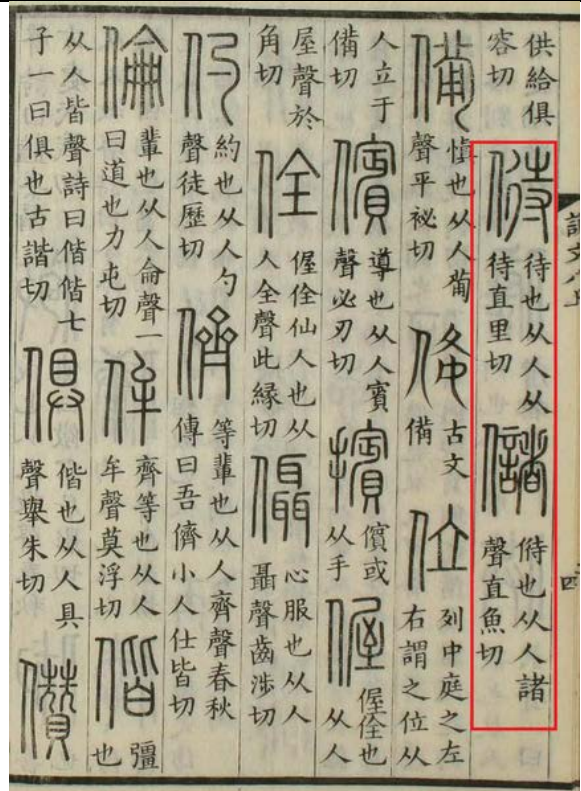 供給俱容切偫待也从人从待直里切儲偫也从人諸聲直魚切
備慎也从人葡聲平祕切俻古文備位列中庭之左右謂之位从
人立于備切儐導也从人賓聲必刃切擯儐或从手偓偓佺也从人
屋聲於角切佺偓佺仙人也从人全聲此緣切㒤心服也从人聶聲齒涉切
仢約也从人勺聲徒歷切儕等輩也从人齊聲春秋傳曰吾儕小人仕皆切
倫輩也从人侖聲一曰道也力屯切侔齊等也从人牟聲莫浮切偕彊也
从人皆聲詩曰偕偕士子一曰俱也古諧切俱偕也从人具聲舉朱切儹